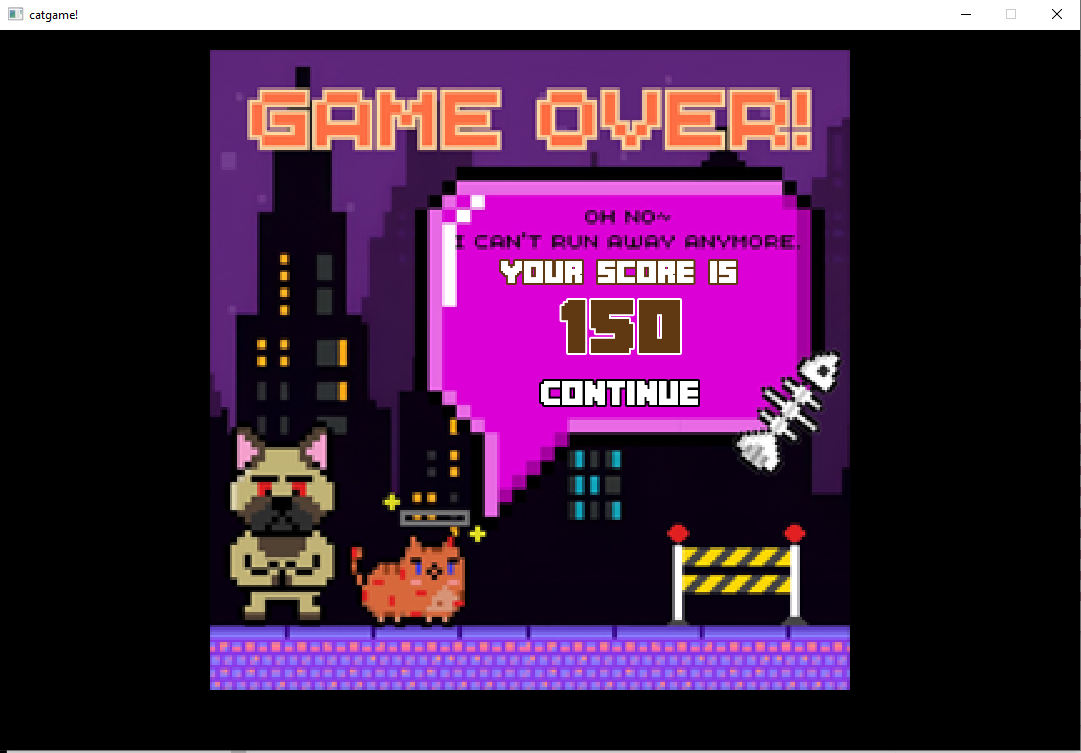 catgame!
GAME OVER!
OH NO~
I CAN'T RUN AWAY ANYMORE.
YOUR SCORE IS
150
CONTINUE